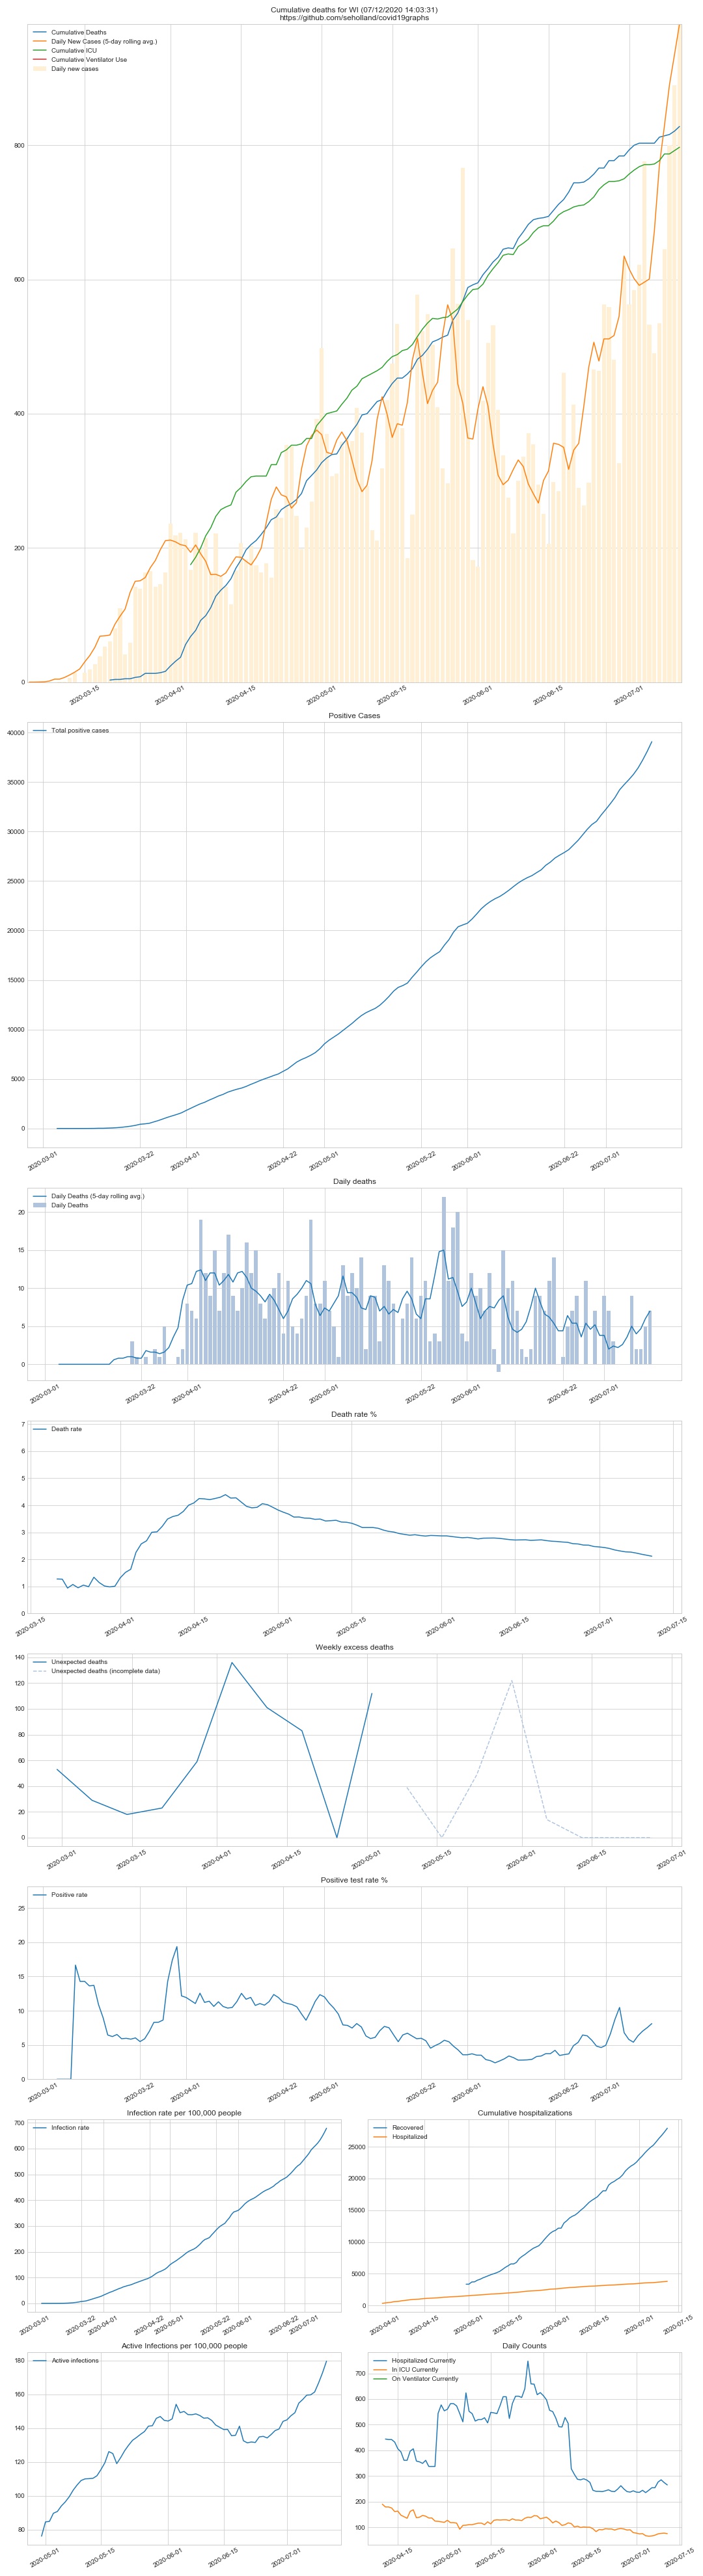 Cumulative deaths for WI (07/12/2020 14:03:31)
https://github.com/seholland/covid19graphs
Cumulative Deaths
Daily New Cases (5-day rolling avg.)
Cumulative ICU
Cumulative Ventilator Use
Daily new cases
800
600
400
200
0
2020-03-15 2020-04-01 2020-04-15 2020-05-01 2020-05-15 2020-06-01 2020-06-15 2020-07-01
Positive Cases
Total positive cases
40000
35000
30000
25000
20000
15000
10000
5000
0
2020-03-01 2020-03-22 2020-04-01 2020-04-22 2020-05-01 2020-05-22 2020-06-01 2020-06-22 2020-07-01
Daily deaths
Daily Deaths (5-day rolling avg.)
Daily Deaths
20
15
10
5
0
2020-03-01 2020-03-22 2020-04-01 2020-04-22 2020-05-01 2020-05-22 2020-06-01 2020-06-22 2020-07-01
Death rate %
Death rate
7
6
5
4
3
2
1
0
2020-03-15 2020-04-01 2020-04-15 2020-05-01 2020-05-15 2020-06-01 2020-06-15 2020-07-01 2020-07-15
Weekly excess deaths
Unexpected deaths
Unexpected deaths (incomplete data)
140
120
100
80
60
40
20
0
2020-03-01 2020-03-15 2020-04-01 2020-04-15 2020-05-01 2020-05-15 2020-06-01 2020-06-15 2020-07-01
Positive test rate %
Positive rate
25
20
15
10
5
0
2020-03-01 2020-03-22 2020-04-01 2020-04-22 2020-05-01 2020-05-22 2020-06-01 2020-06-22 2020-07-01
Infection rate per 100,000 people
Infection rate
700
600
500
400
300
200
100
0
2020-03-01 2020-03-22 2020-04-01 2020-04-22 2020-05-01 2020-05-22 2020-06-01 2020-06-22 2020-07-01
Cumulative hospitalizations
Recovered
Hospitalized
25000
20000
15000
10000
5000
0
2020-04-01 2020-04-15 2020-05-01 2020-05-15 2020-06-01 2020-06-15 2020-07-01 2020-07-15
Active Infections per 100,000 people
Active infections
180
160
140
120
100
80
2020-05-01 2020-05-15 2020-06-01 2020-06-15 2020-07-01
Daily Counts
Hospitalized Currently
In ICU Currently
On Ventilator Currently
700
600
500
400
300
200
100
2020-04-15 2020-05-01 2020-05-15 2020-06-01 2020-06-15 2020-07-01 2020-07-15